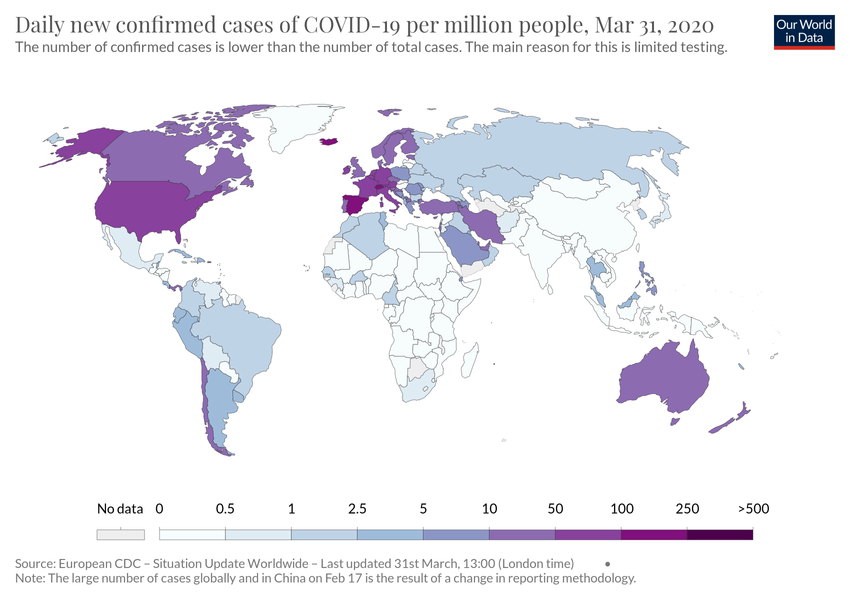 Daily new confirmed cases of COVID-19 per million people, Mar 31, 2020
The number of confirmed cases is lower than the number of total cases. The main reason for this is limited testing.
Our World
in Data
No data 0 0.5 1 2.5 5 10 50 100 250 >500
Source: European CDC – Situation Update Worldwide – Last updated 31st March, 13:00 (London time)
Note: The large number of cases globally and in China on Feb 17 is the result of a change in reporting methodology.